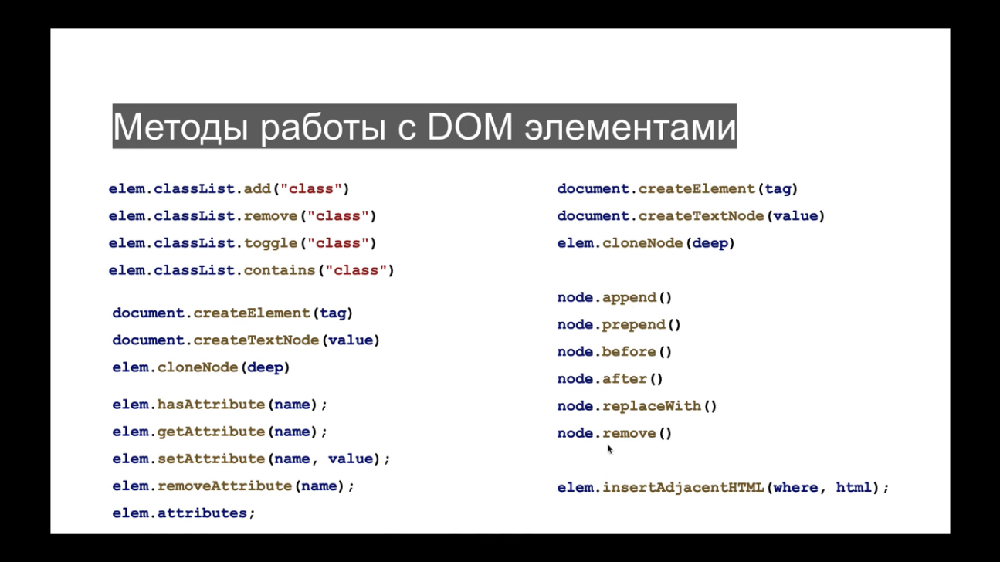 Методы работы с DOM элементами
elem.classList.add("class")
elem.classList.remove("class")
elem.classList.toggle("class")
elem.classList.contains("class")
document.createElement(tag)
document.createTextNode(value)
elem.cloneNode(deep)
elem.hasAttribute(name);
elem.getAttribute(name);
elem.setAttribute(name, value);
elem.removeAttribute(name);
elem.attributes;
document.createElement(tag)
document.createTextNode(value)
elem.cloneNode(deep)
node.append()
node.prepend()
node.before()
node.after()
node.replaceWith()
node.remove()
elem.insertAdjacentHTML(where, html);